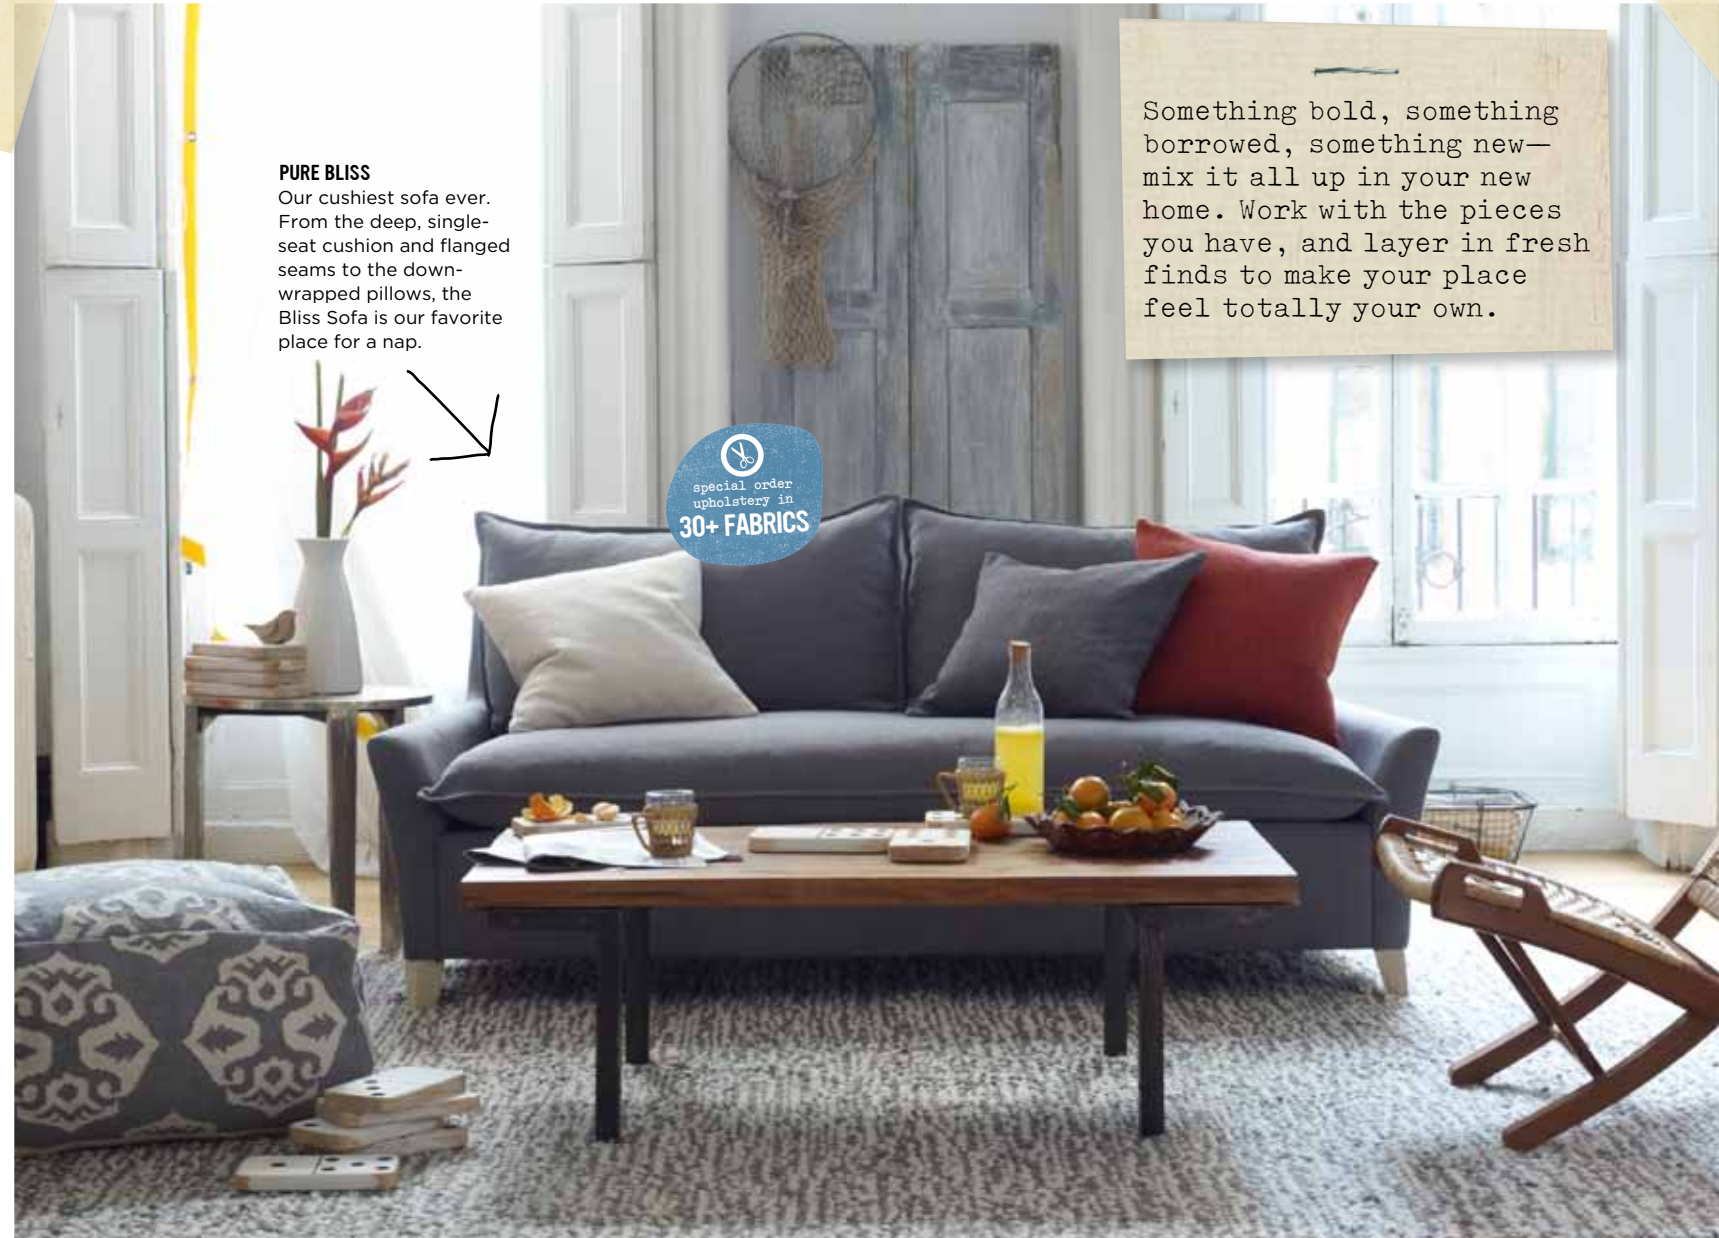 PURE BLISS
Our cushiest sofa ever.
From the deep, single-
seat cushion and flanged
seams to the down-
wrapped pillows, the
Bliss Sofa is our favorite
place for a nap.
special order
upholstery in
30+ FABRICS
Something bold, something
borrowed, something new—
mix it all up in your new
home. Work with the pieces
you have, and layer in fresh
finds to make your place
feel totally your own.